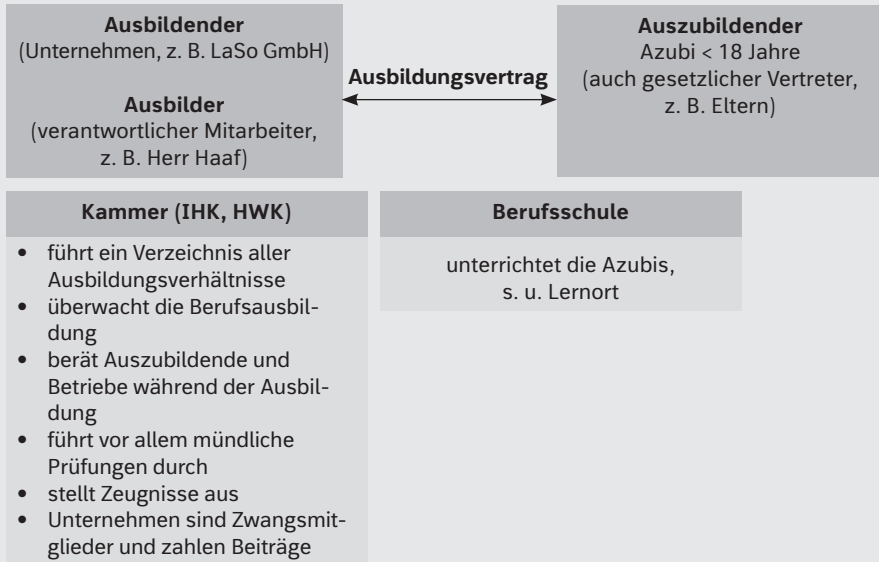 Ausbildender
(Unternehmen, z. B. LaSo GmbH)
Ausbilder
(verantwortlicher Mitarbeiter,
z. B. Herr Haaf)
Ausbildungsvertrag
Auszubildender
Azubi < 18 Jahre
(auch gesetzlicher Vertreter,
z. B. Eltern)
Kammer (IHK, HWK)
• führt ein Verzeichnis aller
Ausbildungsverhältnisse
• überwacht die Berufsausbil-
dung
• berät Auszubildende und
Betriebe während der Ausbil-
dung
• führt vor allem mündliche
Prüfungen durch
• stellt Zeugnisse aus
• Unternehmen sind Zwangsmit-
glieder und zahlen Beiträge
Berufsschule
unterrichtet die Azubis,
s. u. Lernort